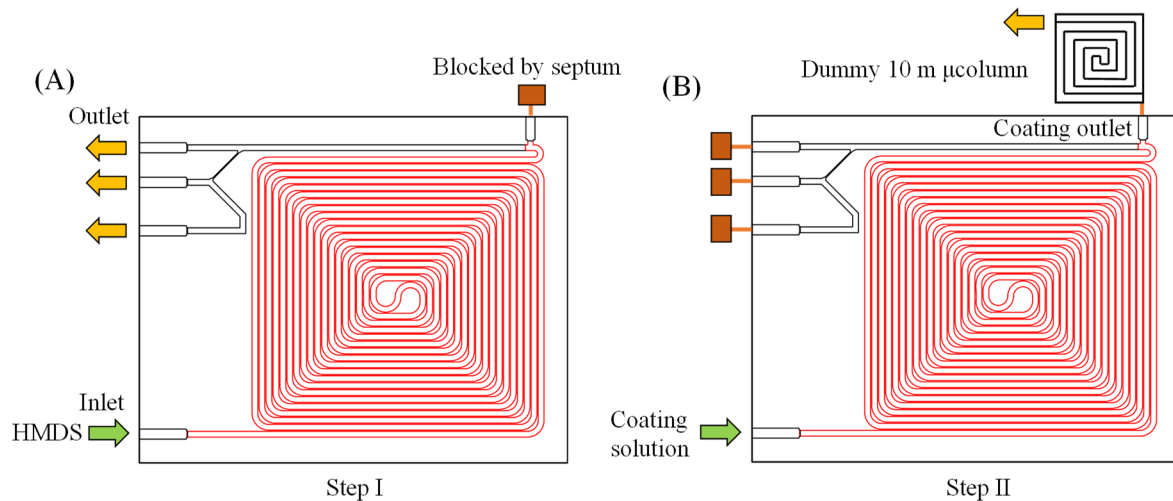 (A)
Blocked by septum
Outlet
Inlet
HMDS
Step I
(B)
Dummy 10 m µcolumn
Coating outlet
Coating
solution
Step II